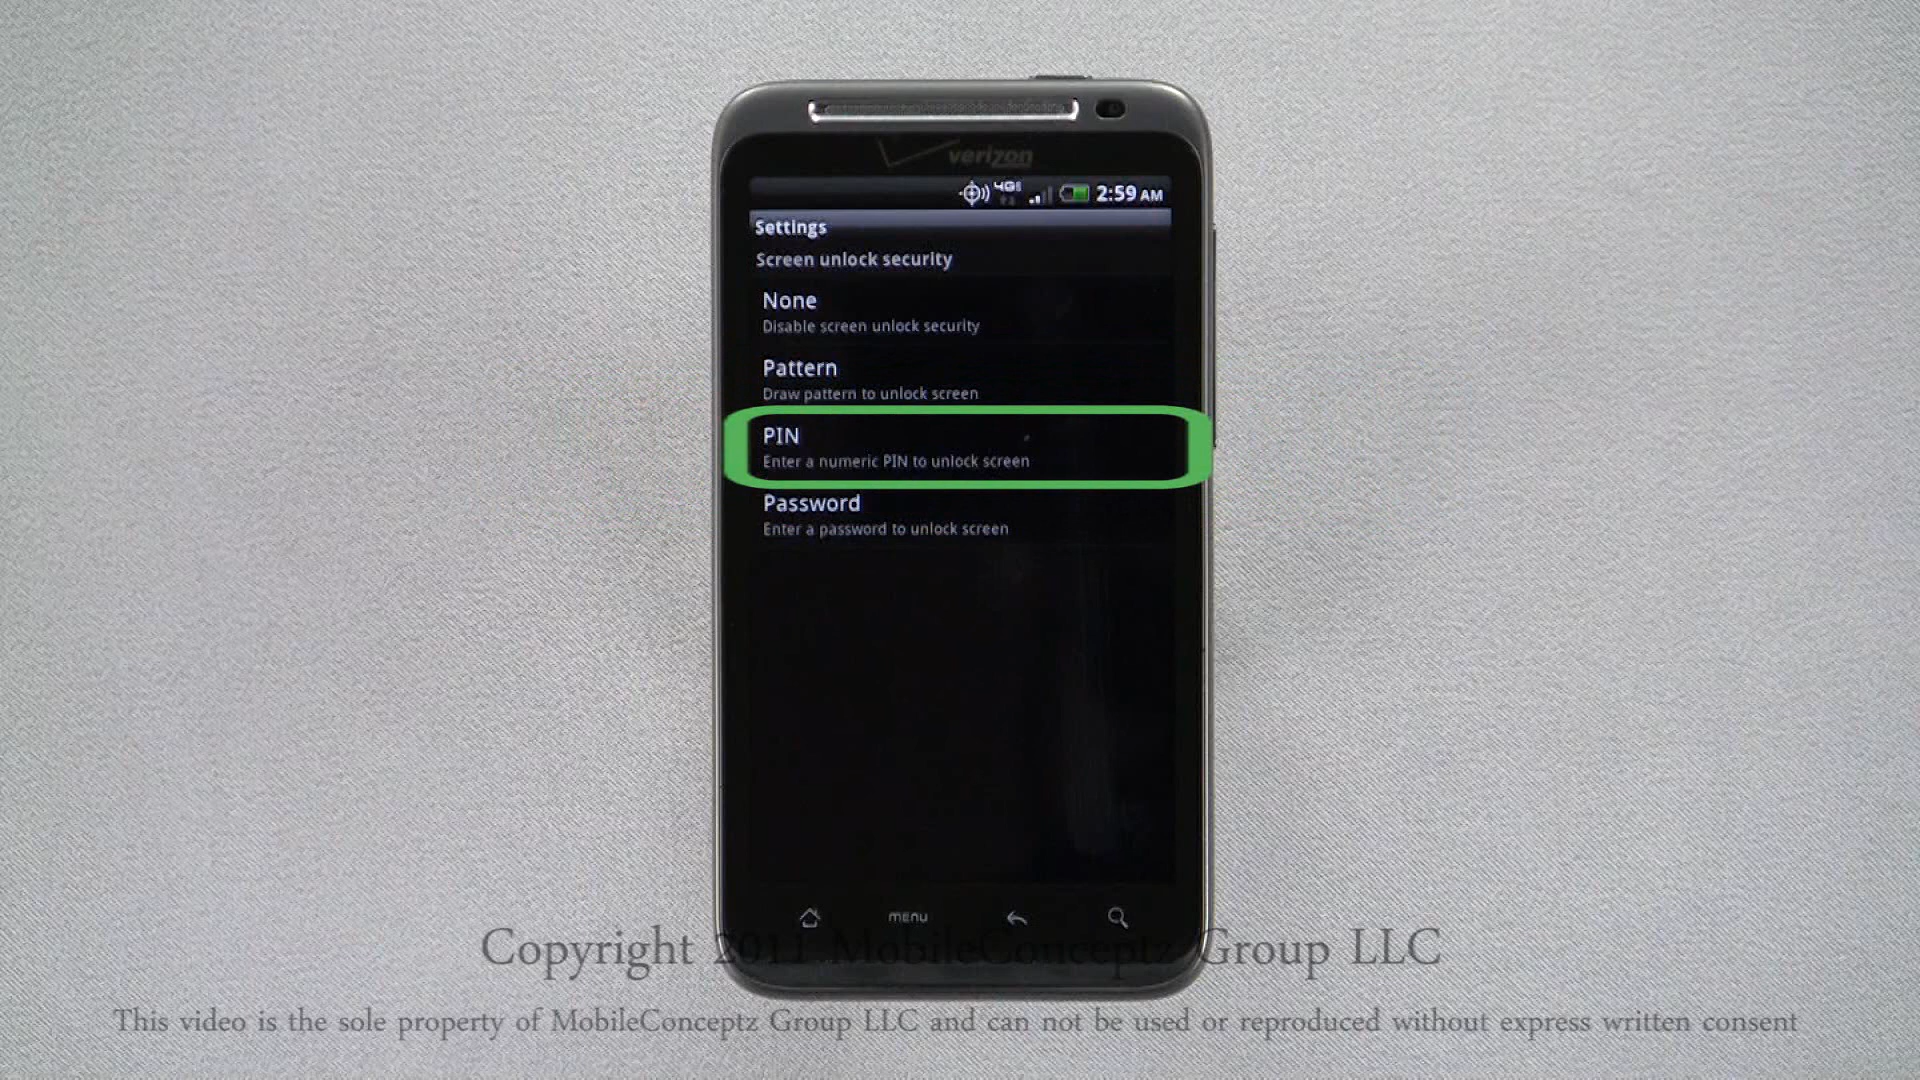 verizon
4G 2:59 AM
Settings
Screen unlock security
None
Disable screen unlock security
Pattern
Draw pattern to unlock screen
PIN
Enter a numeric PIN to unlock screen
Password
Enter a password to unlock screen
menu
Copyright 2011 MobileConceptz Group LLC
This video is the sole property of MobileConceptz Group LLC and can not be used or reproduced without express written consent